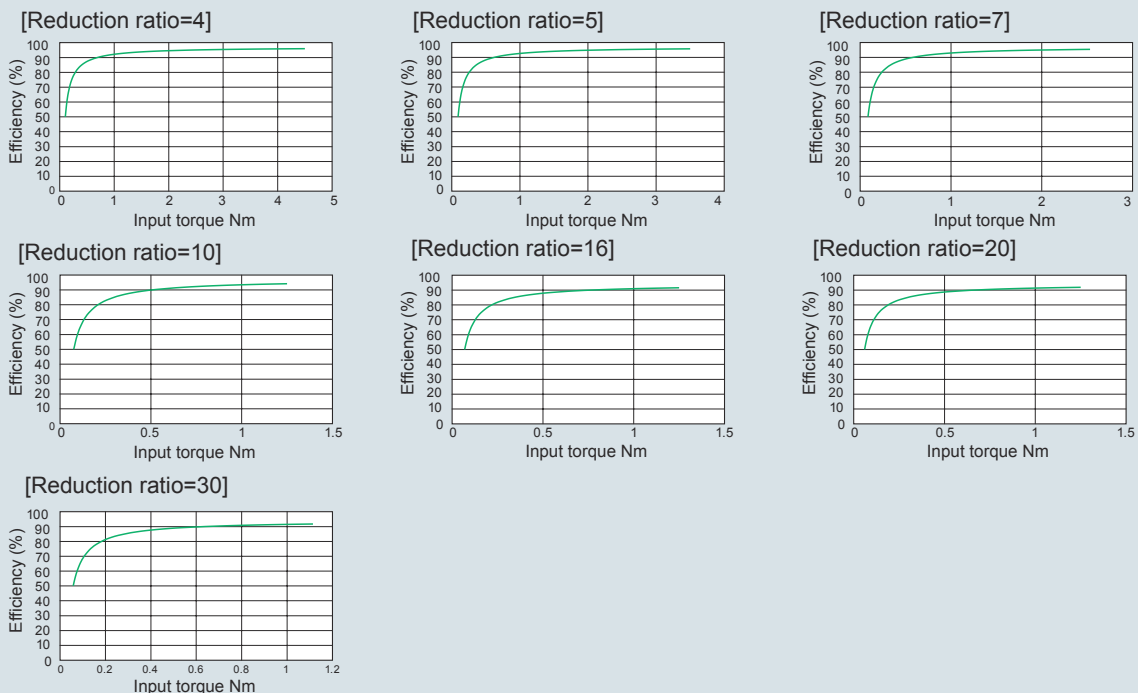 [Reduction ratio=4]
Efficiency (%)
100
90
80
70
60
50
40
30
20
10
0
0 1 2 3 4 5
Input torque Nm
[Reduction ratio=5]
Efficiency (%)
100
90
80
70
60
50
40
30
20
10
0
0 1 2 3 4
Input torque Nm
[Reduction ratio=7]
Efficiency (%)
100
90
80
70
60
50
40
30
20
10
0
0 1 2 3
Input torque Nm
[Reduction ratio=10]
Efficiency (%)
100
90
80
70
60
50
40
30
20
10
0
0 0.5 1 1.5
Input torque Nm
[Reduction ratio=16]
Efficiency (%)
100
90
80
70
60
50
40
30
20
10
0
0 0.5 1 1.5
Input torque Nm
[Reduction ratio=20]
Efficiency (%)
100
90
80
70
60
50
40
30
20
10
0
0 0.5 1 1.5
Input torque Nm
[Reduction ratio=30]
Efficiency (%)
100
90
80
70
60
50
40
30
20
10
0
0 0.2 0.4 0.6 0.8 1 1.2
Input torque Nm